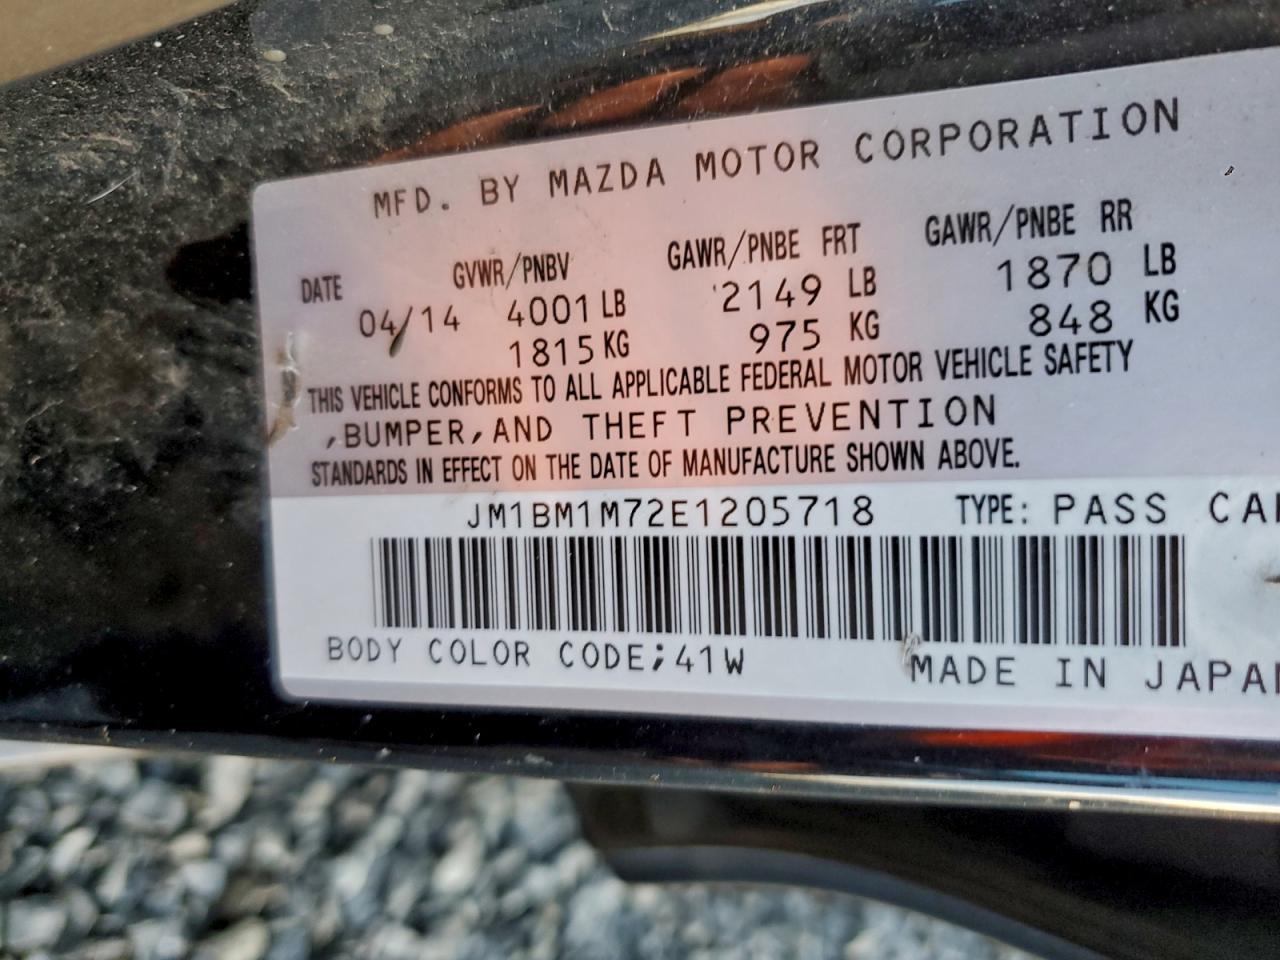 MFD. BY MAZDA MOTOR CORPORATION
DATE GVWR/PNBV GAWR/PNBE FRT GAWR/PNBE RR
04/14 4001 LB 2149 LB 1870 LB
1815 KG 975 KG 848 KG
THIS VEHICLE CONFORMS TO ALL APPLICABLE FEDERAL MOTOR VEHICLE SAFETY
,BUMPER,AND THEFT PREVENTION
STANDARDS IN EFFECT ON THE DATE OF MANUFACTURE SHOWN ABOVE.
JM1BM1M72E1205718 TYPE: PASS CA
BODY COLOR CODE;41W MADE IN JAPA